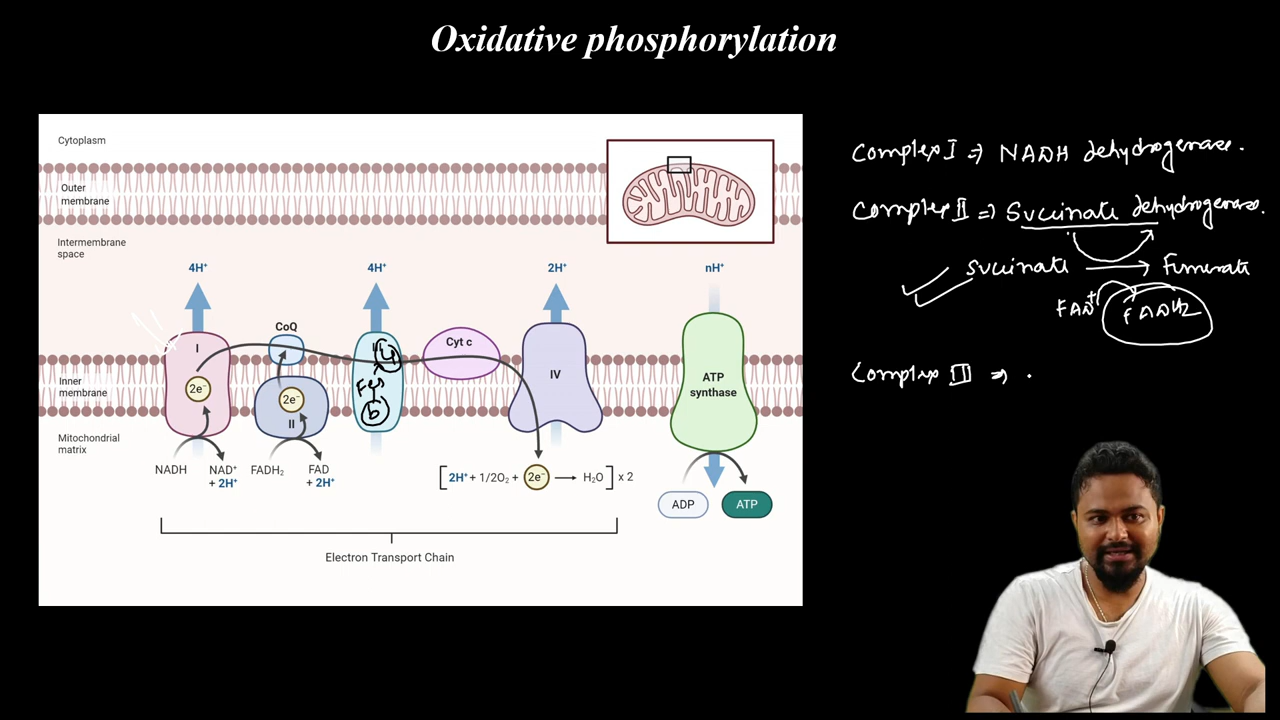 Oxidative phosphorylation
Cytoplasm
Outer
membrane
Intermembrane
space
4H⁺
4H⁺
2H⁺
nH⁺
CoQ
I
Cyt c
IV
2e⁻
2e⁻
II
FeS
b
ATP
synthase
Inner
membrane
Mitochondrial
matrix
NADH
NAD⁺
+ 2H⁺
FADH₂
FAD
+ 2H⁺
[2H⁺ + 1/2O₂ + 2e⁻ → H₂O] x 2
ADP
ATP
Electron Transport Chain
Complex I ⇒ NADH dehydrogenase.
Complex II ⇒ Succinate dehydrogenase.
Succinate → Fumerate
FAD⁺ FADH2
Complex III ⇒ .